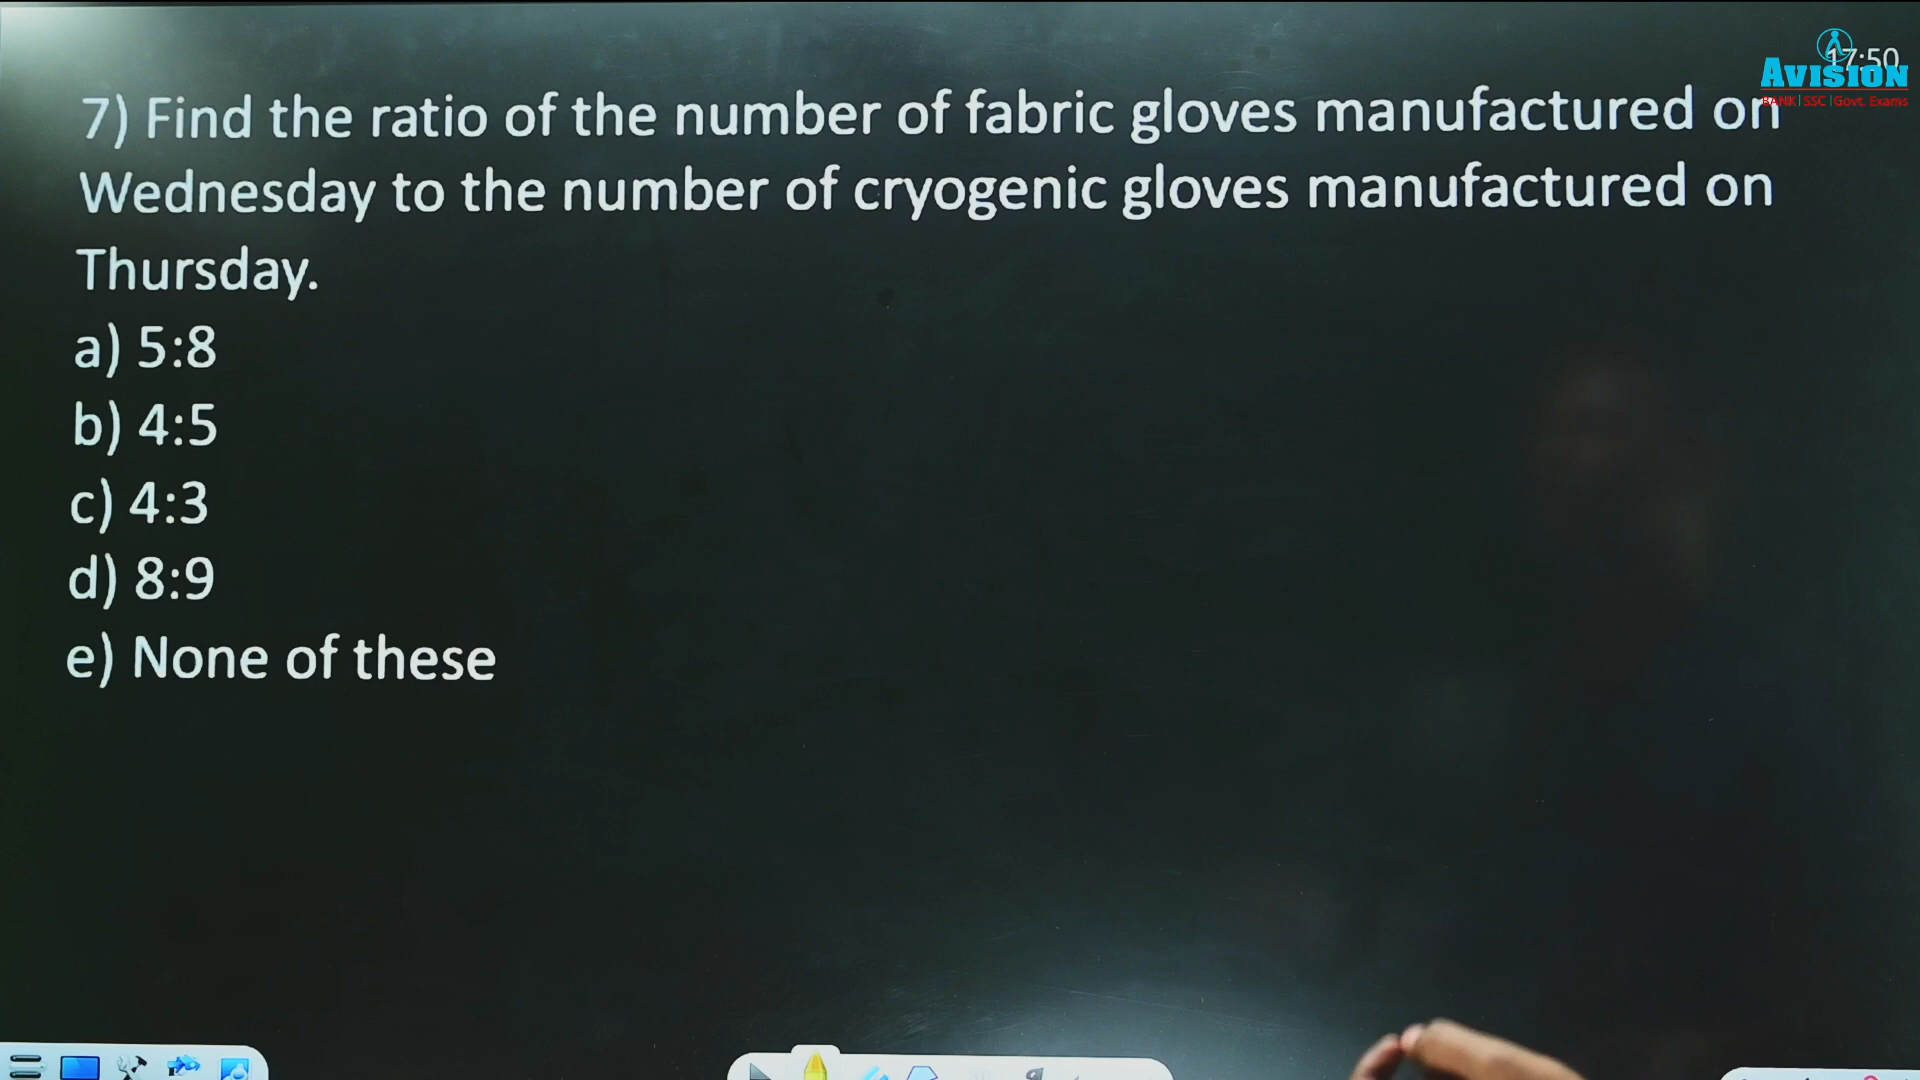 17:50
AVISION
BANK | SSC | Govt. Exams
7) Find the ratio of the number of fabric gloves manufactured on
Wednesday to the number of cryogenic gloves manufactured on
Thursday.
a) 5:8
b) 4:5
c) 4:3
d) 8:9
e) None of these